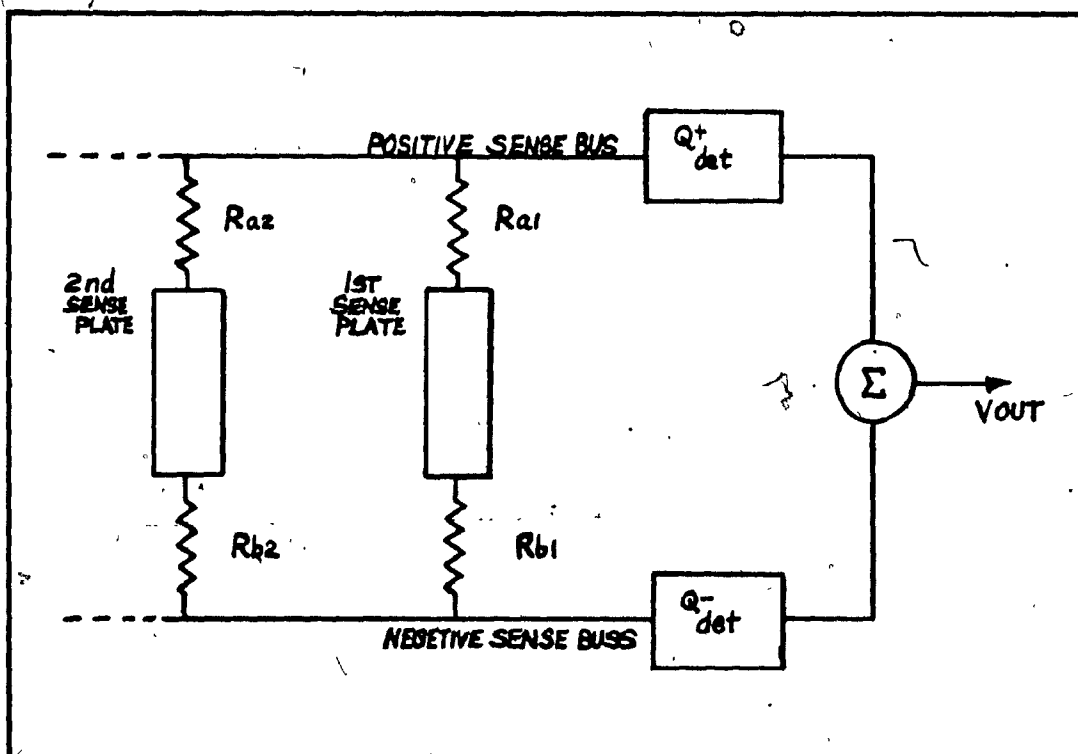 POSITIVE SENSE BUS
Q+
det
Ra2
Ra1
2nd
SENSE
PLATE
1ST
SENSE
PLATE
Σ
VOUT
Rb2
Rb1
Q-
det
NEGETIVE SENSE BUSS